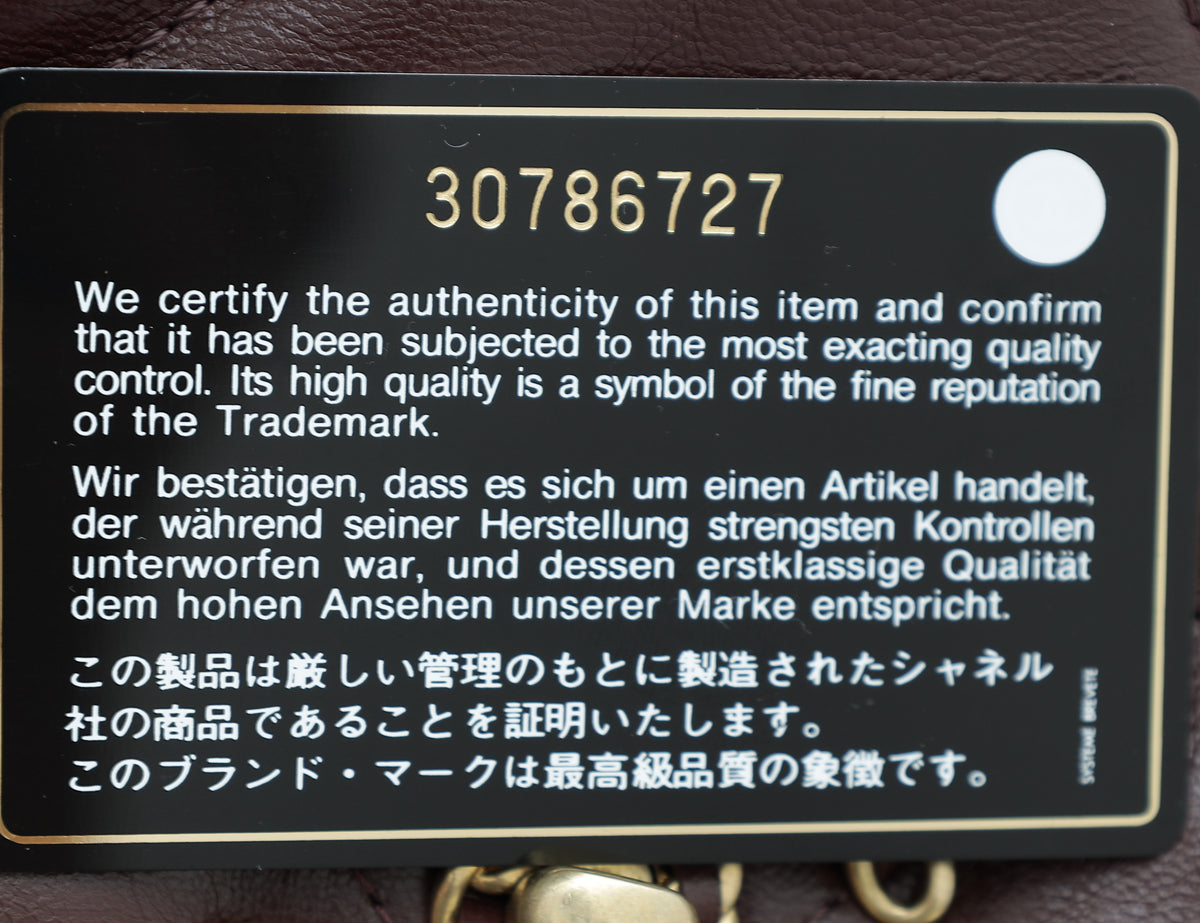 30786727
We certify the authenticity of this item and confirm
that it has been subjected to the most exacting quality
control. Its high quality is a symbol of the fine reputation
of the Trademark.
Wir bestätigen, dass es sich um einen Artikel handelt,
der während seiner Herstellung strengsten Kontrollen
unterworfen war, und dessen erstklassige Qualität
dem hohen Ansehen unserer Marke entspricht.
この製品は厳しい管理のもとに製造されたシャネル
社の商品であることを証明いたします。
このブランド・マークは最高級品質の象徴です。
SYSTEME BREVETE